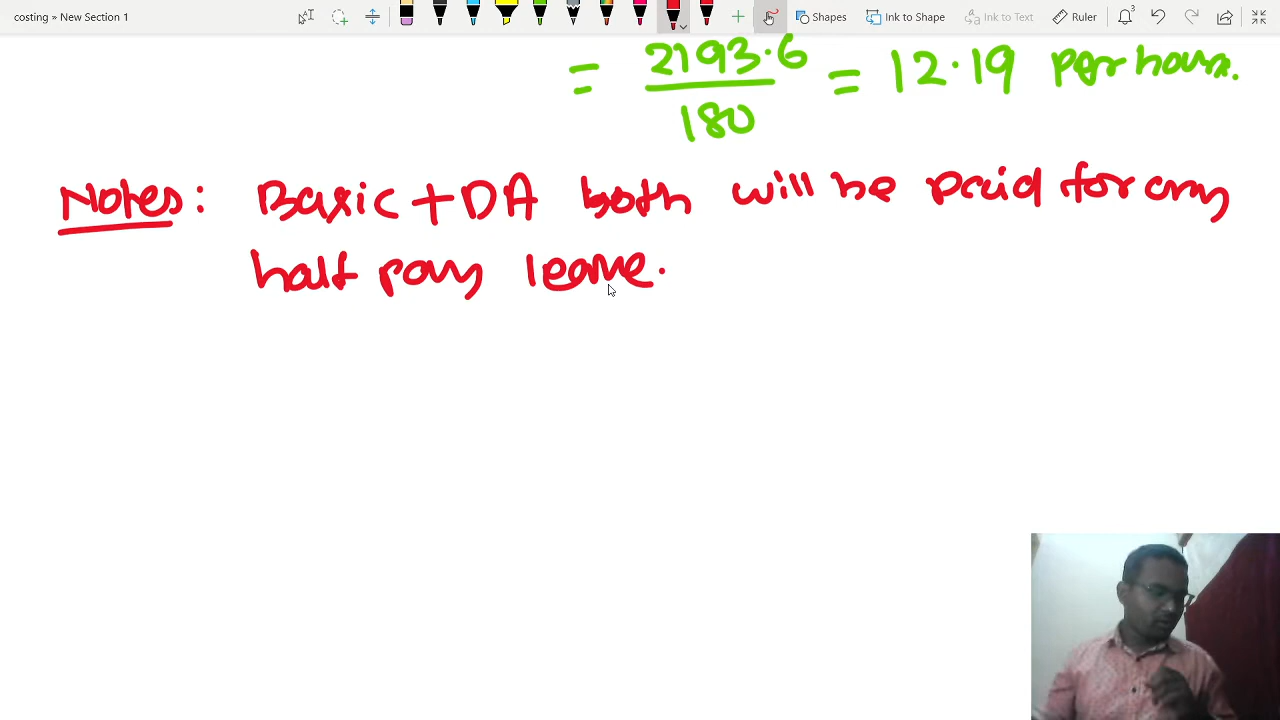 costing » New Section 1
Shapes
Ink to Shape
Ink to Text
Ruler
3
= 2193.6 / 180 = 12.19 per hour.
Notes: Basic + DA both will be paid for any
half pay leave.